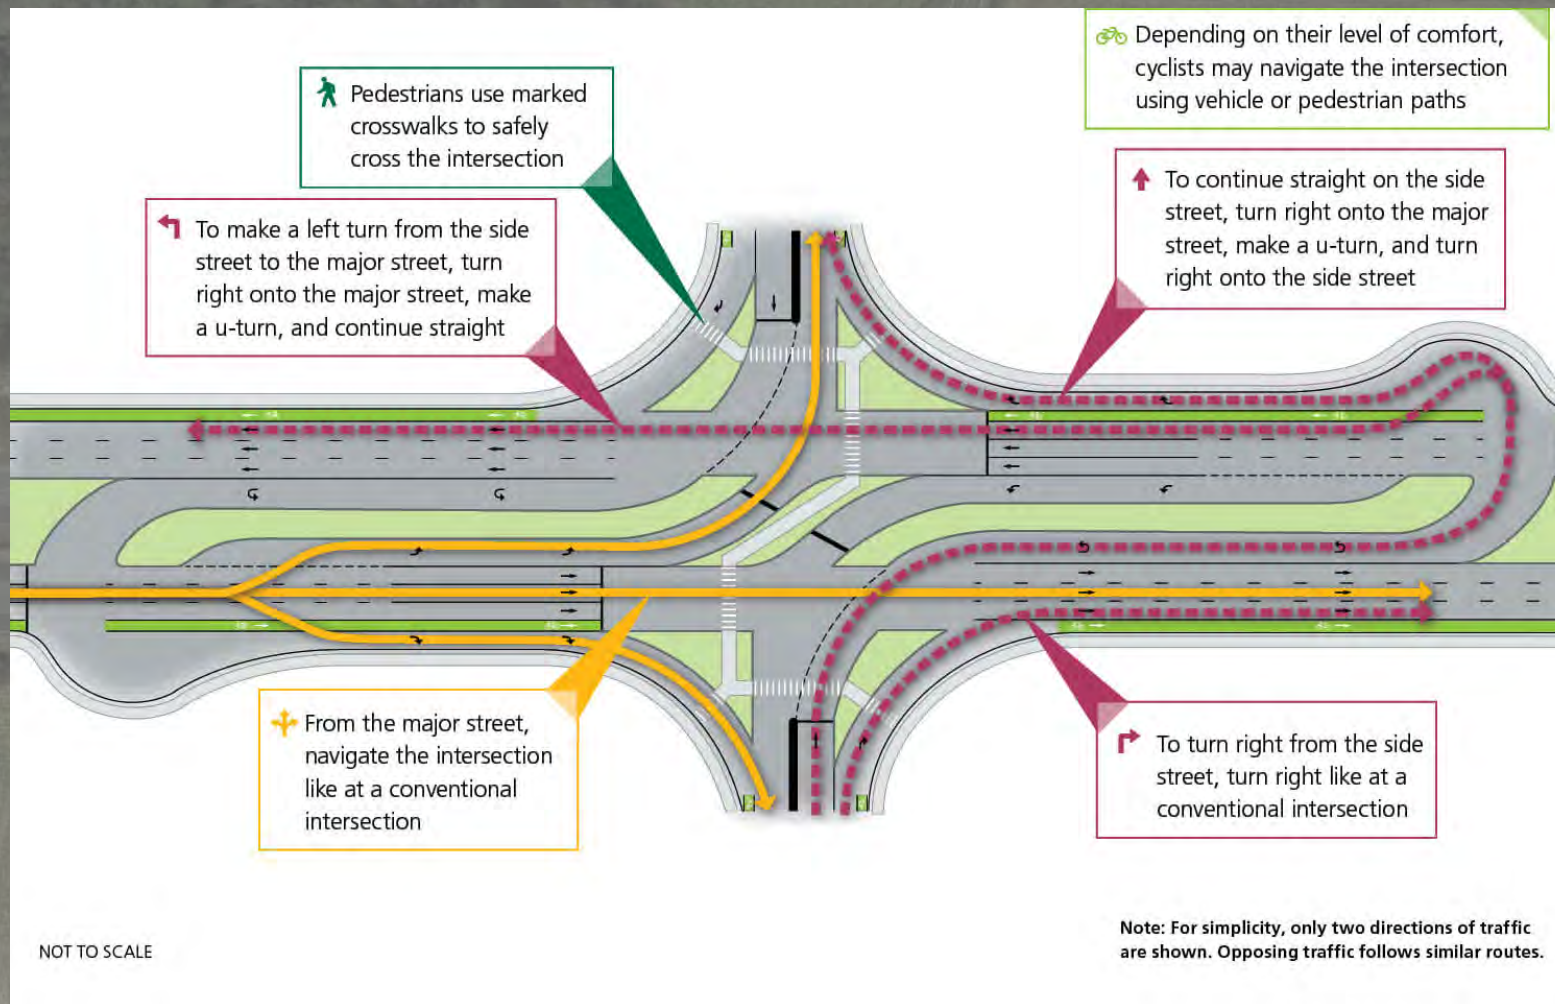 Depending on their level of comfort,
cyclists may navigate the intersection
using vehicle or pedestrian paths
Pedestrians use marked
crosswalks to safely
cross the intersection
To continue straight on the side
street, turn right onto the major
street, make a u-turn, and turn
right onto the side street
To make a left turn from the side
street to the major street, turn
right onto the major street, make
a u-turn, and continue straight
From the major street,
navigate the intersection
like at a conventional
intersection
To turn right from the side
street, turn right like at a
conventional intersection
NOT TO SCALE
Note: For simplicity, only two directions of traffic
are shown. Opposing traffic follows similar routes.